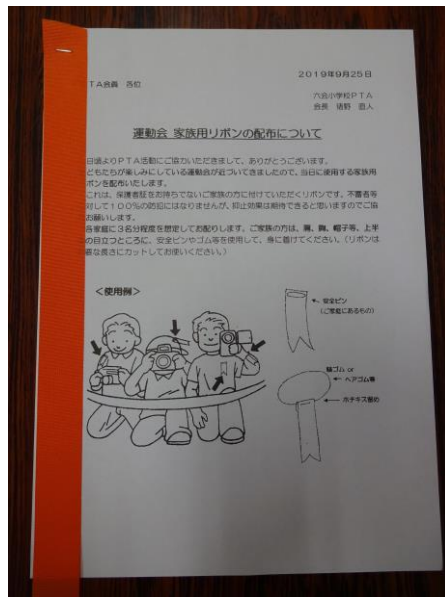 2019年9月25日
TA会員 各位
六合小学校PTA
会長 直人
運動会 家族用リボンの配布について
日頃よりPTA活動にご協力いただきまして、ありがとうございます。
どもたちが楽しみにしている運動会が近づいてきましたので、当日に使用する家族用
ボンを配布いたします。
これは、保護者証をお持ちでないご家族の方に付けていただくリボンです。不審者等
対して100%の防犯にはなりませんが、抑止効果は期待できると思いますのでご協
お願いします。
各家庭に3名分程度を想定してお配りします。ご家族の方は、肩、胸、帽子等、上半
の目立つところに、安全ピンやゴム等を使用して、身に着けてください。(リボンは
要な長さにカットしてお使いください。)
<使用例>
安全ピン
(ご家庭にあるもの)
輪ゴム or
ヘアゴム等
ホチキス留め